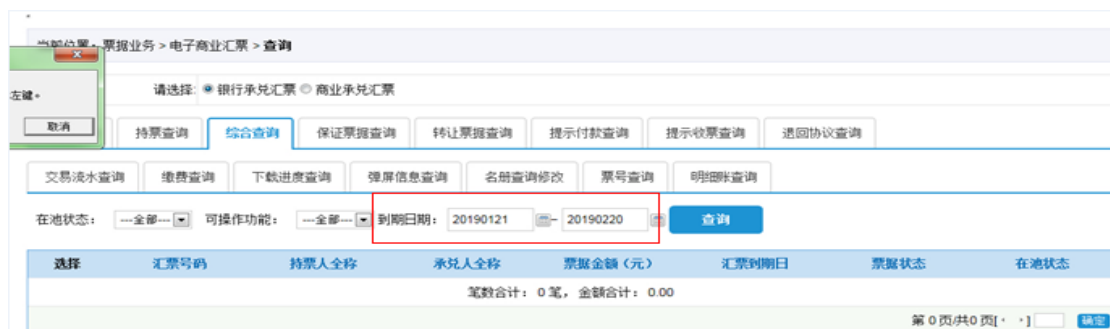 当前位置：票据业务 > 电子商业汇票 > 查询
左键。
取消
请选择: 银行承兑汇票 商业承兑汇票
持票查询 综合查询 保证票据查询 转让票据查询 提示付款查询 提示收票查询 退回协议查询
交易流水查询 缴费查询 下载进度查询 弹屏信息查询 名册查询修改 票号查询 明细账查询
在池状态： ---全部--- 可操作功能： ---全部--- 到期日期： 20190121 - 20190220 查询
选择 汇票号码 持票人全称 承兑人全称 票据金额（元） 汇票到期日 票据状态 在池状态
笔数合计： 0 笔， 金额合计： 0.00
第 0 页/共0 页[ ] 确定